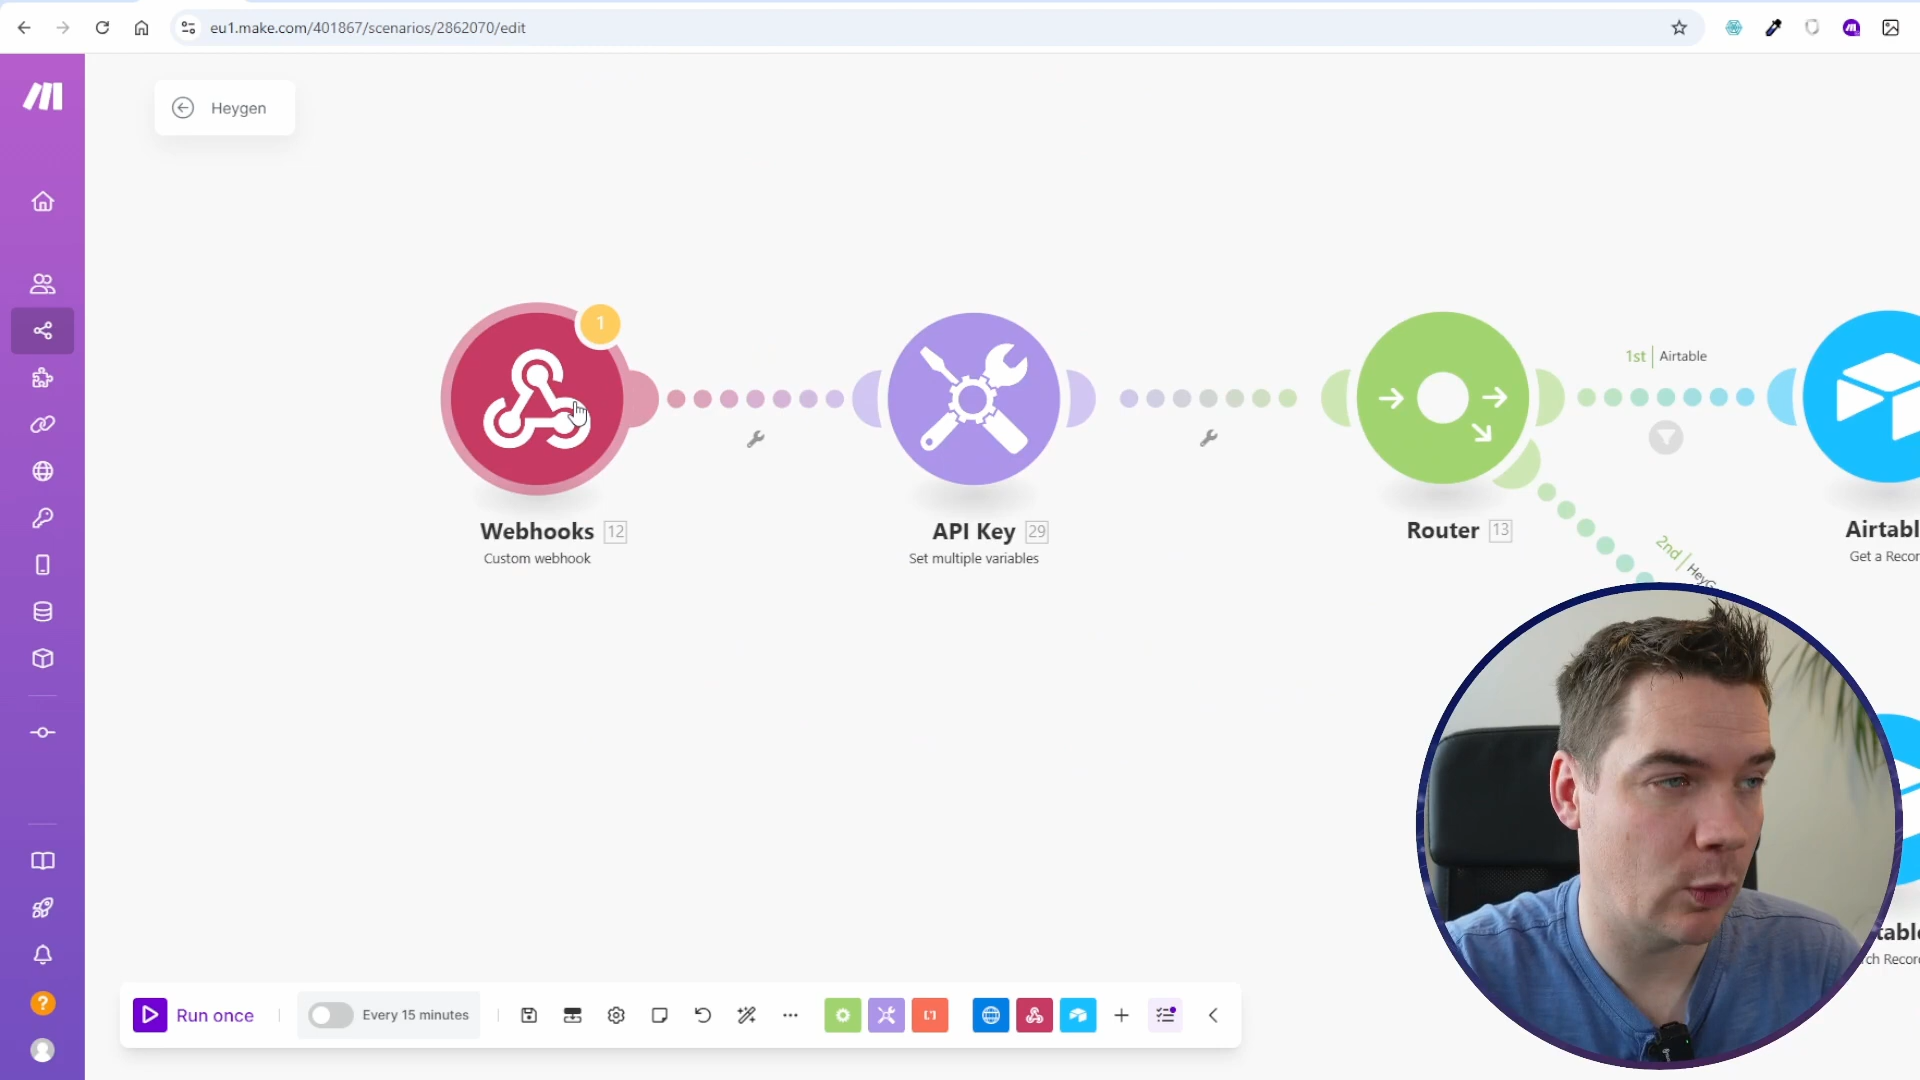 eu1.make.com/401867/scenarios/2862070/edit
Heygen
1
1st | Airtable
Webhooks 12
Custom webhook
API Key 29
Set multiple variables
Router 13
2nd
Get a Recor
Run once
Every 15 minutes
?